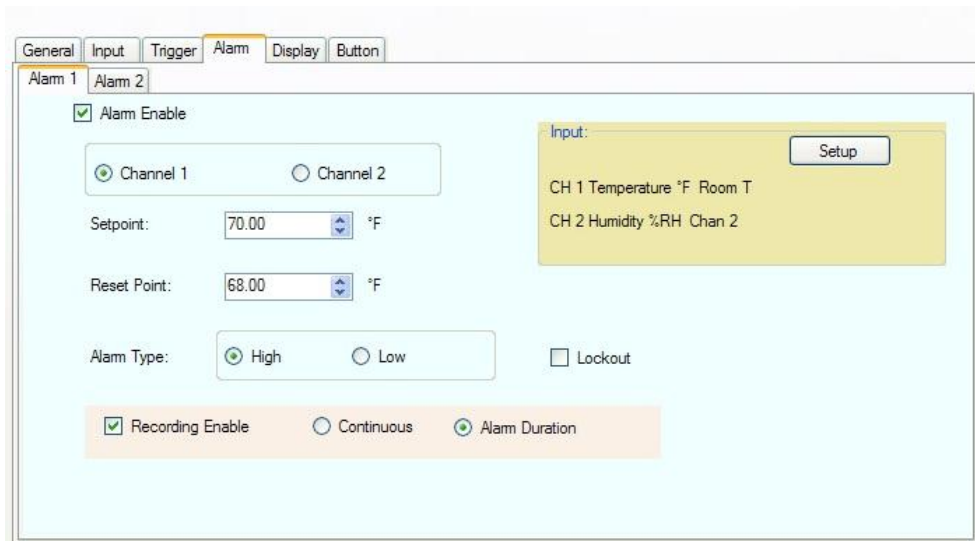 General Input Trigger Alarm Display Button
Alarm 1 Alarm 2
Alarm Enable
Input:
Setup
Channel 1 Channel 2
CH 1 Temperature °F Room T
CH 2 Humidity %RH Chan 2
Setpoint: 70.00 °F
Reset Point: 68.00 °F
Alarm Type: High Low Lockout
Recording Enable Continuous Alarm Duration